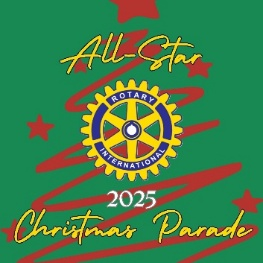 All-Star
ROTARY
INTERNATIONAL
2025
Christmas Parade